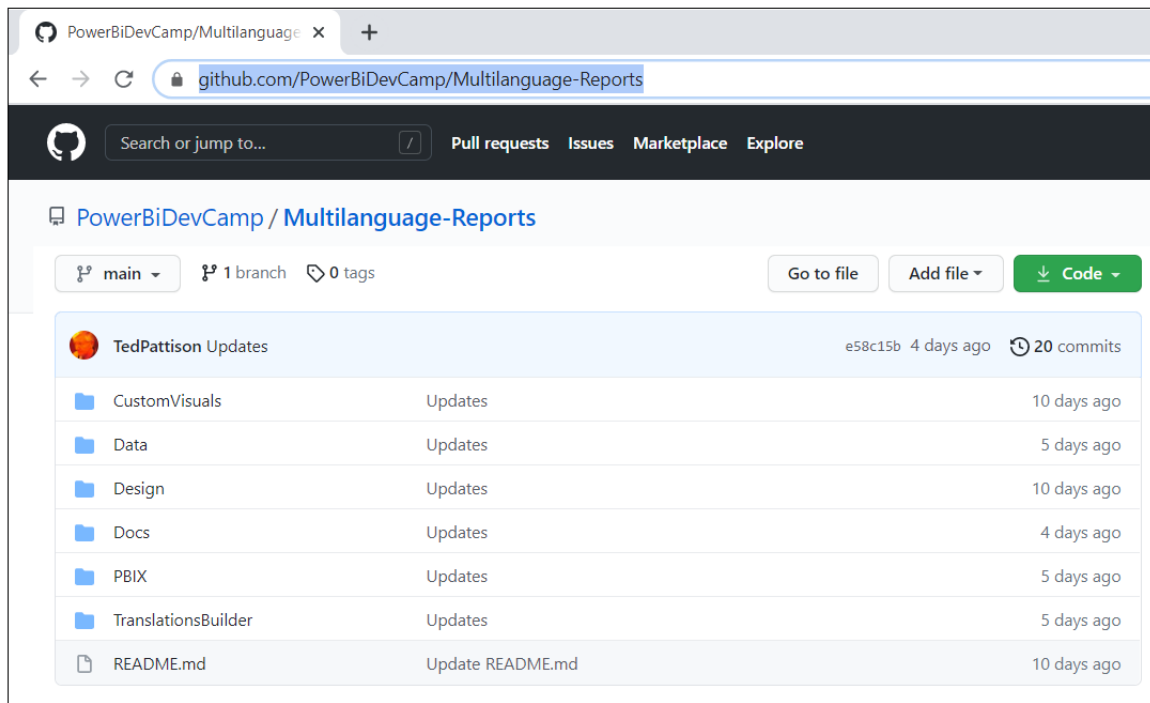 PowerBiDevCamp/Multilanguage
github.com/PowerBiDevCamp/Multilanguage-Reports
Search or jump to... / Pull requests Issues Marketplace Explore
PowerBiDevCamp / Multilanguage-Reports
main 1 branch 0 tags Go to file Add file Code
TedPattison Updates e58c15b 4 days ago 20 commits
CustomVisuals Updates 10 days ago
Data Updates 5 days ago
Design Updates 10 days ago
Docs Updates 4 days ago
PBIX Updates 5 days ago
TranslationsBuilder Updates 5 days ago
README.md Update README.md 10 days ago